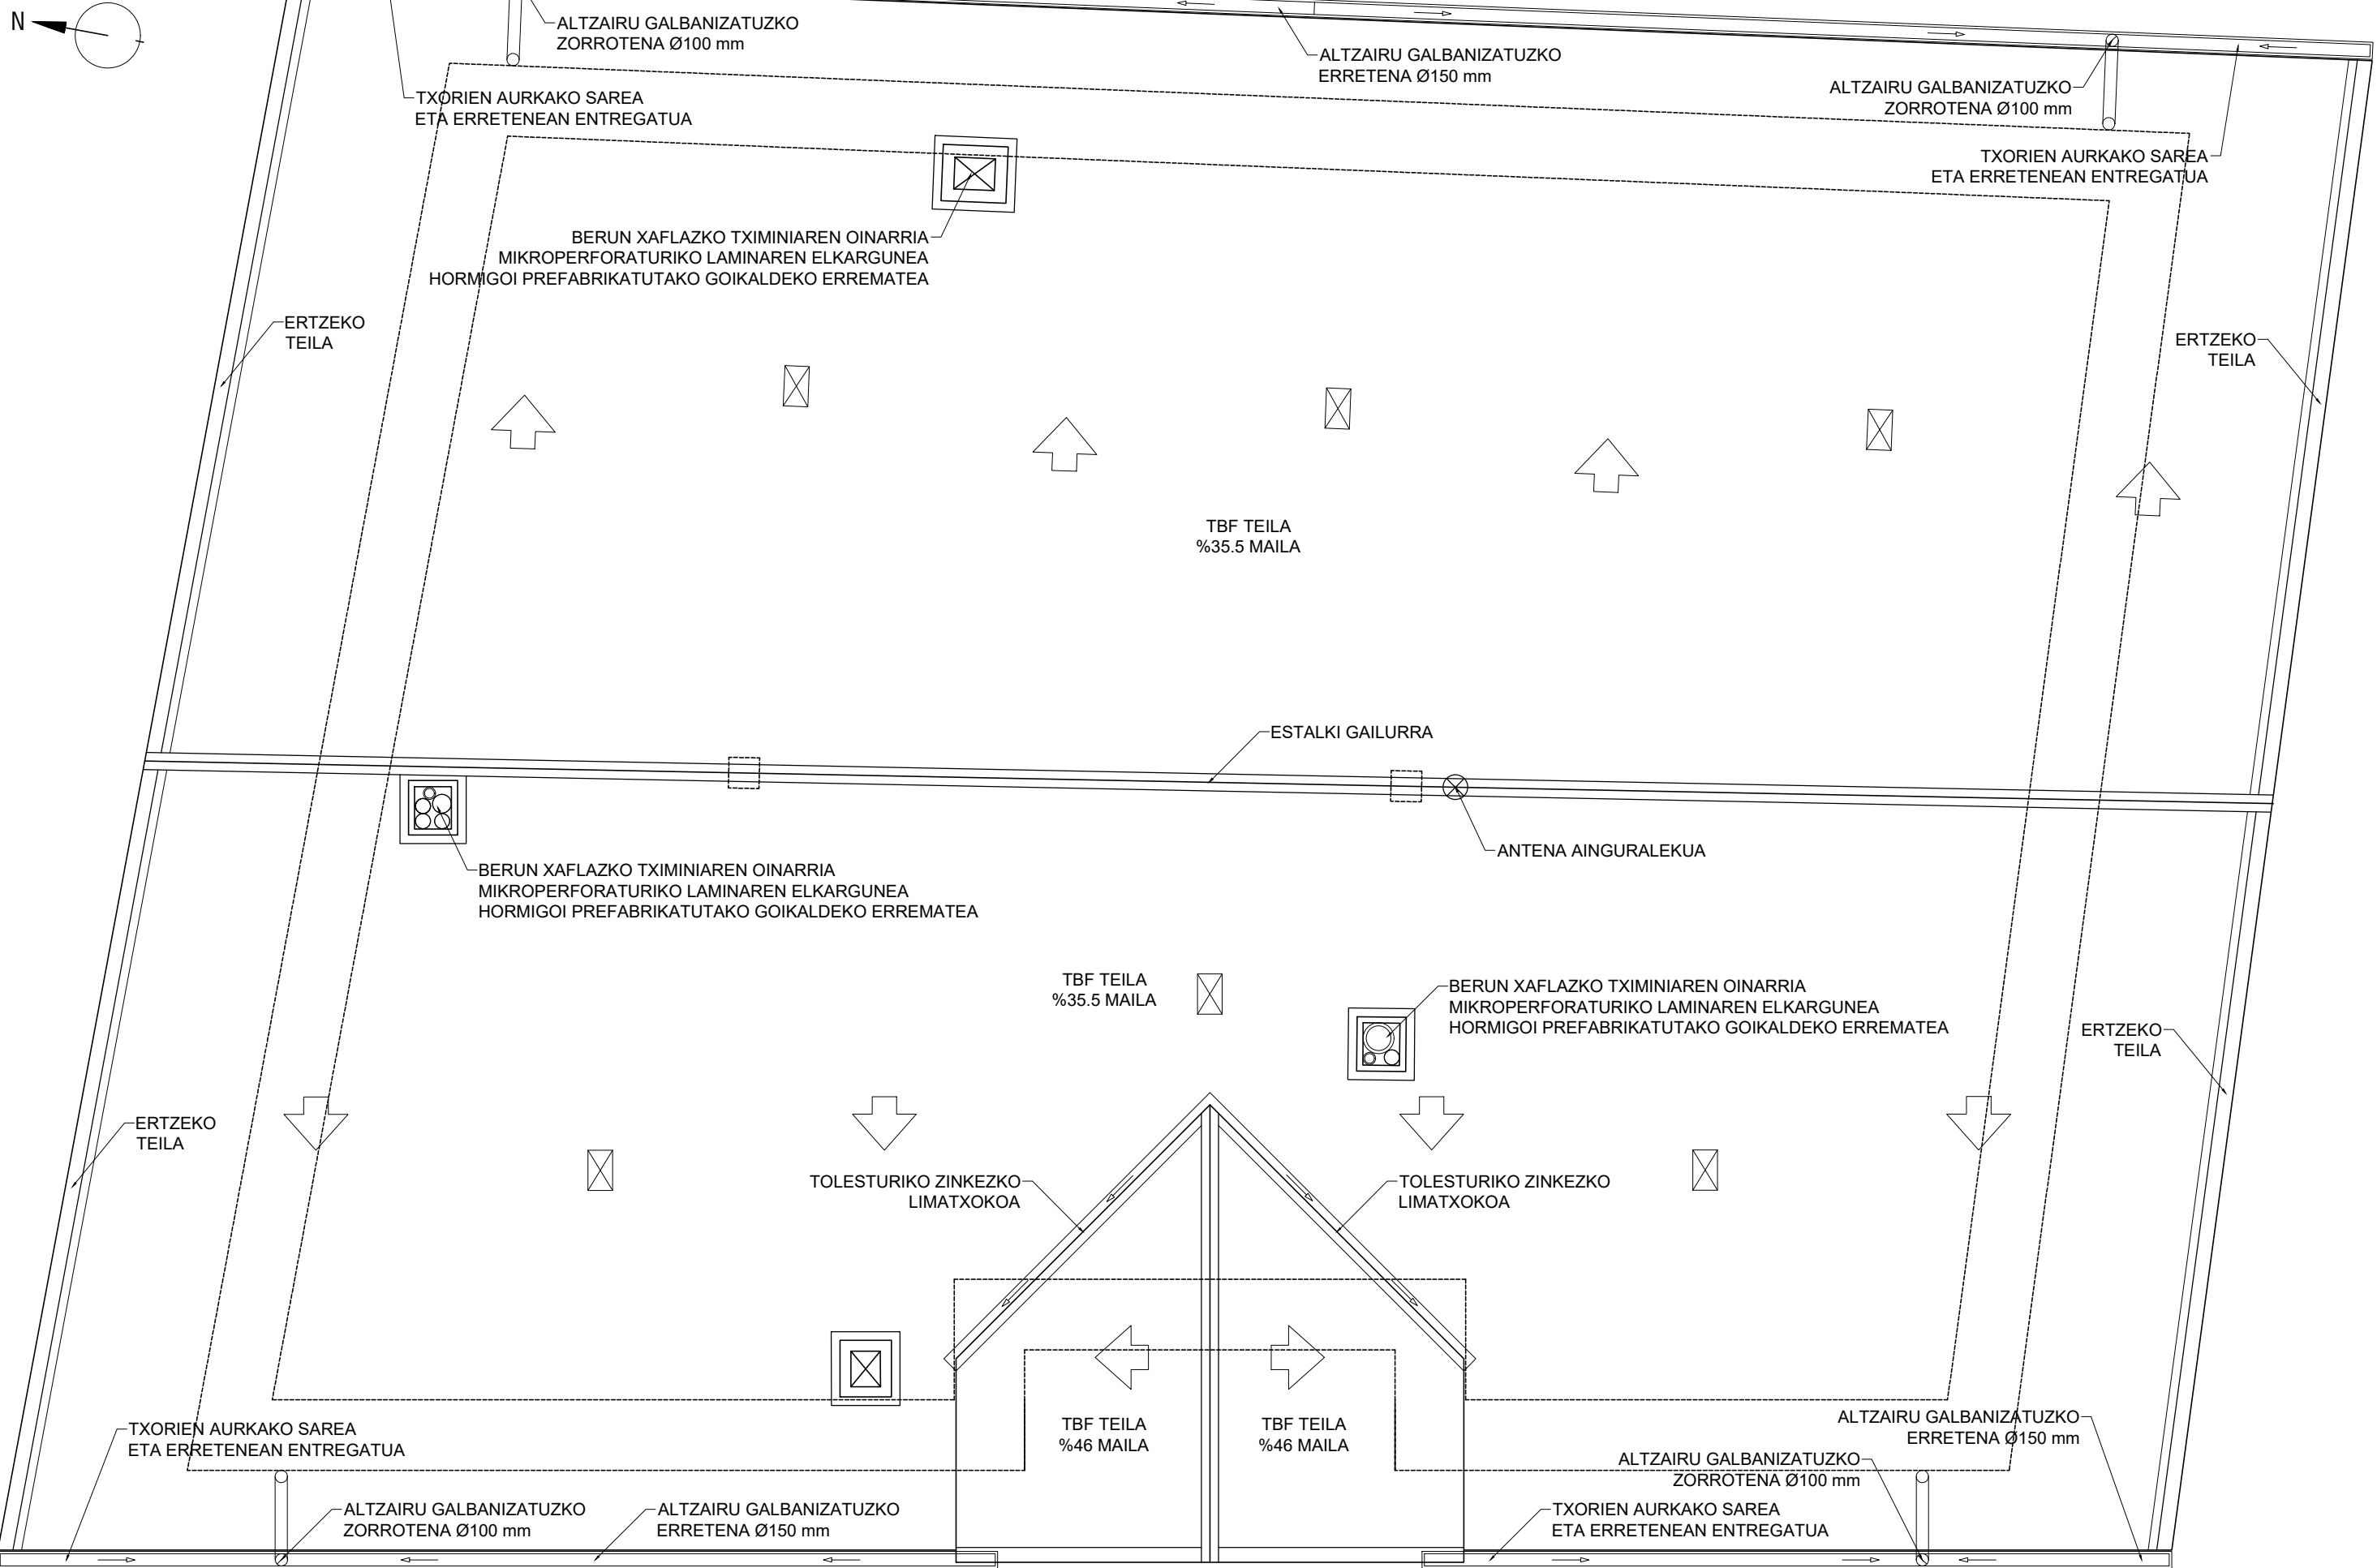 N
ALTZAIRU GALBANIZATUZKO
ZORROTENA Ø100 mm
ALTZAIRU GALBANIZATUZKO
ERRETENA Ø150 mm
ALTZAIRU GALBANIZATUZKO
ZORROTENA Ø100 mm
TXORIEN AURKAKO SAREA
ETA ERRETENEAN ENTREGATUA
TXORIEN AURKAKO SAREA
ETA ERRETENEAN ENTREGATUA
BERUN XAFLAZKO TXIMINIAREN OINARRIA
MIKROPERFORATURIKO LAMINAREN ELKARGUNEA
HORMIGOI PREFABRIKATUTAKO GOIKALDEKO ERREMATEA
ERTZEKO
TEILA
ERTZEKO
TEILA
TBF TEILA
%35.5 MAILA
ESTALKI GAILURRA
ANTENA AINGURALEKUA
BERUN XAFLAZKO TXIMINIAREN OINARRIA
MIKROPERFORATURIKO LAMINAREN ELKARGUNEA
HORMIGOI PREFABRIKATUTAKO GOIKALDEKO ERREMATEA
TBF TEILA
%35.5 MAILA
BERUN XAFLAZKO TXIMINIAREN OINARRIA
MIKROPERFORATURIKO LAMINAREN ELKARGUNEA
HORMIGOI PREFABRIKATUTAKO GOIKALDEKO ERREMATEA
ERTZEKO
TEILA
ERTZEKO
TEILA
TOLESTURIKO ZINKEZKO
LIMATXOKOA
TOLESTURIKO ZINKEZKO
LIMATXOKOA
TXORIEN AURKAKO SAREA
ETA ERRETENEAN ENTREGATUA
TBF TEILA
%46 MAILA
TBF TEILA
%46 MAILA
ALTZAIRU GALBANIZATUZKO
ERRETENA Ø150 mm
ALTZAIRU GALBANIZATUZKO
ZORROTENA Ø100 mm
ALTZAIRU GALBANIZATUZKO
ZORROTENA Ø100 mm
ALTZAIRU GALBANIZATUZKO
ERRETENA Ø150 mm
TXORIEN AURKAKO SAREA
ETA ERRETENEAN ENTREGATUA